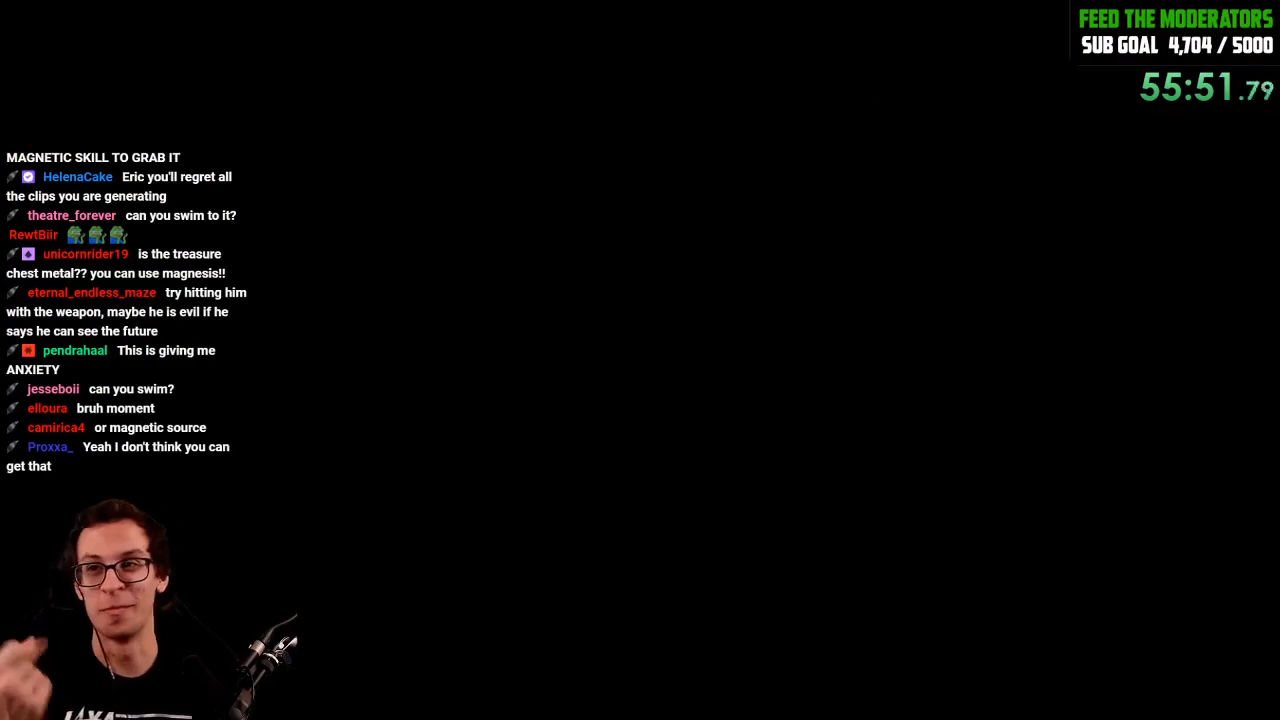 FEED THE MODERATORS
SUB GOAL 4,704 / 5000
55:51.79
MAGNETIC SKILL TO GRAB IT
HelenaCake Eric you'll regret all
the clips you are generating
theatre_forever can you swim to it?
RewtBiir
unicornrider19 is the treasure
chest metal?? you can use magnesis!!
eternal_endless_maze try hitting him
with the weapon, maybe he is evil if he
says he can see the future
pendrahaal This is giving me
ANXIETY
jesseboii can you swim?
elloura bruh moment
camirica4 or magnetic source
Proxxa_ Yeah I don't think you can
get that